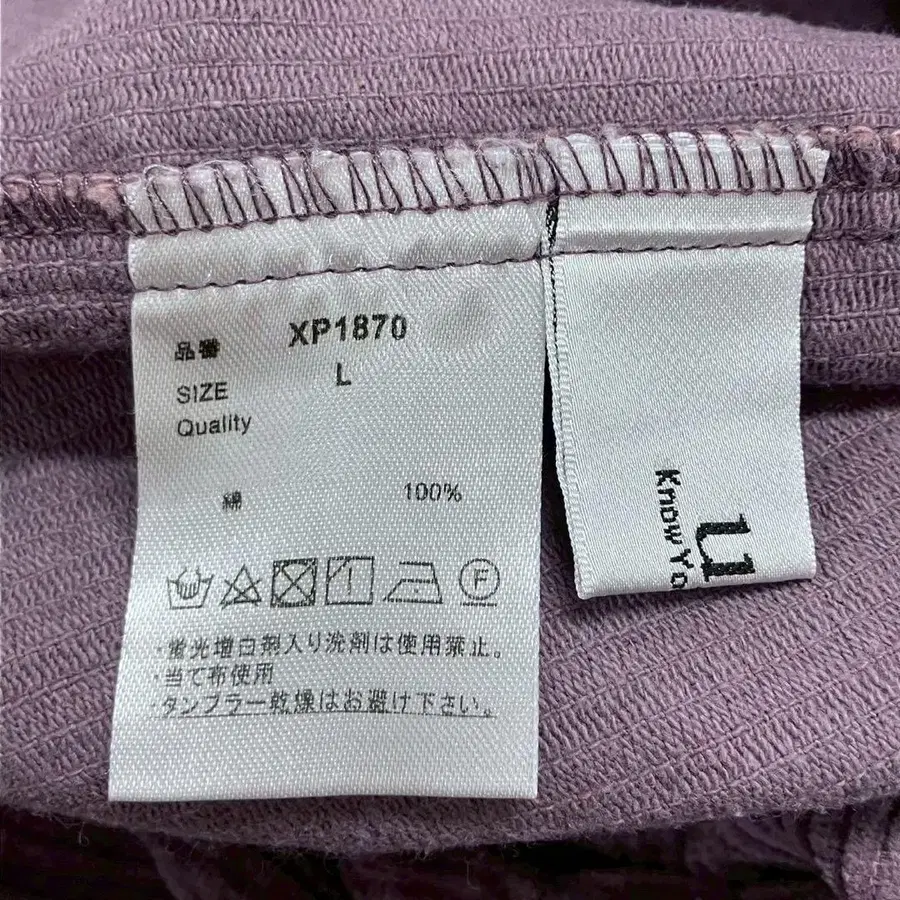 品番 XP1870
SIZE L
Quality
綿 100%
F
・蛍光増白剤入り洗剤は使用禁止。
・当て布使用
・タンブラー乾燥はお避け下さい。
un
Know Yo